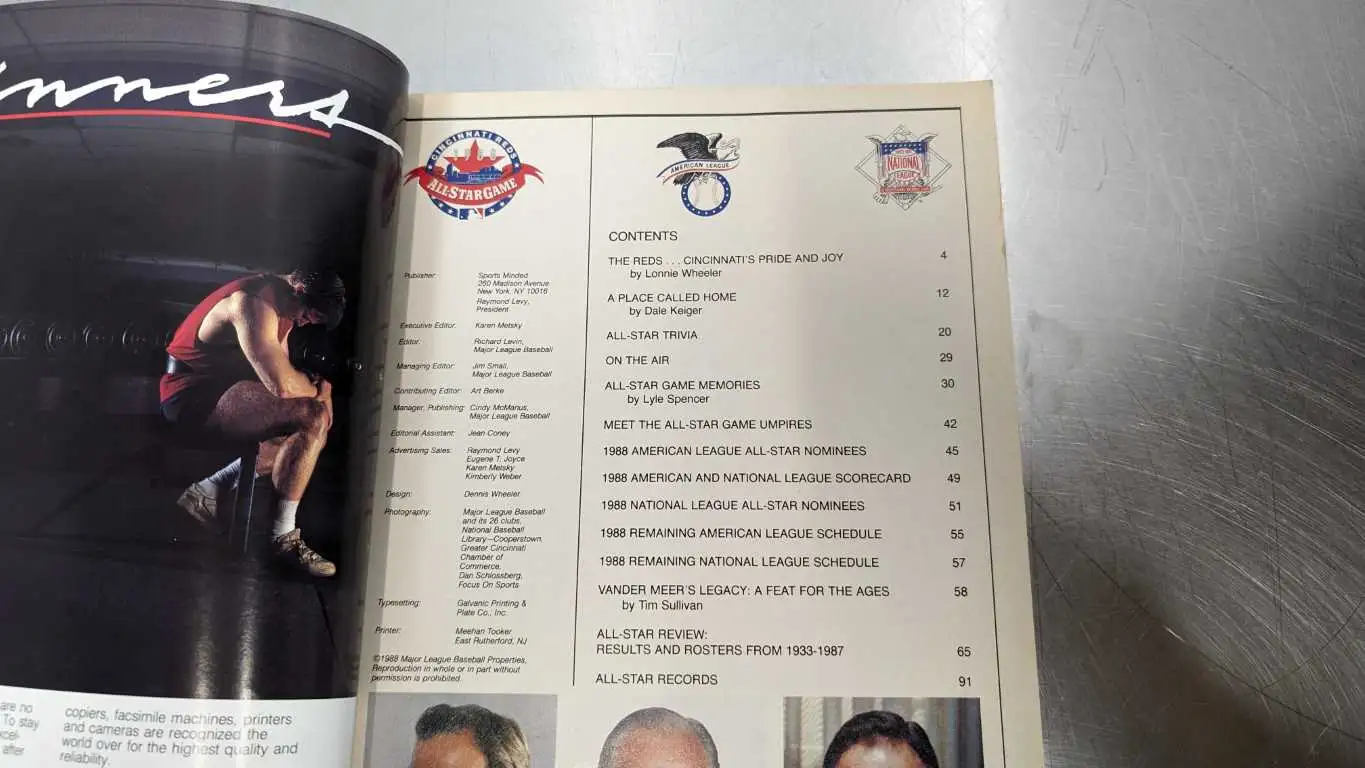 inners
are no
To stay
excel-
after
copiers, facsimile machines, printers
and cameras are recognized the
world over for the highest quality and
reliability.
CINCINNATI REDS
1988
ALL-STAR GAME
Publisher: Sports Minded
260 Madison Avenue
New York, NY 10016
Raymond Levy,
President
Executive Editor: Karen Metsky
Editor: Richard Levin,
Major League Baseball
Managing Editor: Jim Small,
Major League Baseball
Contributing Editor: Art Berke
Manager, Publishing: Cindy McManus,
Major League Baseball
Editorial Assistant: Jean Coney
Advertising Sales: Raymond Levy
Eugene T. Joyce
Karen Metsky
Kimberly Weber
Design: Dennis Wheeler
Photography: Major League Baseball
and its 26 clubs,
National Baseball
Library—Cooperstown,
Greater Cincinnati
Chamber of
Commerce,
Dan Schlossberg,
Focus On Sports
Typesetting: Galvanic Printing &
Plate Co., Inc.
Printer: Meehan Tooker
East Rutherford, NJ
©1988 Major League Baseball Properties.
Reproduction in whole or in part without
permission is prohibited.
AMERICAN LEAGUE
NATIONAL
LEAGUE
CONTENTS
THE REDS . . . CINCINNATI'S PRIDE AND JOY 4
by Lonnie Wheeler
A PLACE CALLED HOME 12
by Dale Keiger
ALL-STAR TRIVIA 20
ON THE AIR 29
ALL-STAR GAME MEMORIES 30
by Lyle Spencer
MEET THE ALL-STAR GAME UMPIRES 42
1988 AMERICAN LEAGUE ALL-STAR NOMINEES 45
1988 AMERICAN AND NATIONAL LEAGUE SCORECARD 49
1988 NATIONAL LEAGUE ALL-STAR NOMINEES 51
1988 REMAINING AMERICAN LEAGUE SCHEDULE 55
1988 REMAINING NATIONAL LEAGUE SCHEDULE 57
VANDER MEER'S LEGACY: A FEAT FOR THE AGES 58
by Tim Sullivan
ALL-STAR REVIEW:
RESULTS AND ROSTERS FROM 1933-1987 65
ALL-STAR RECORDS 91